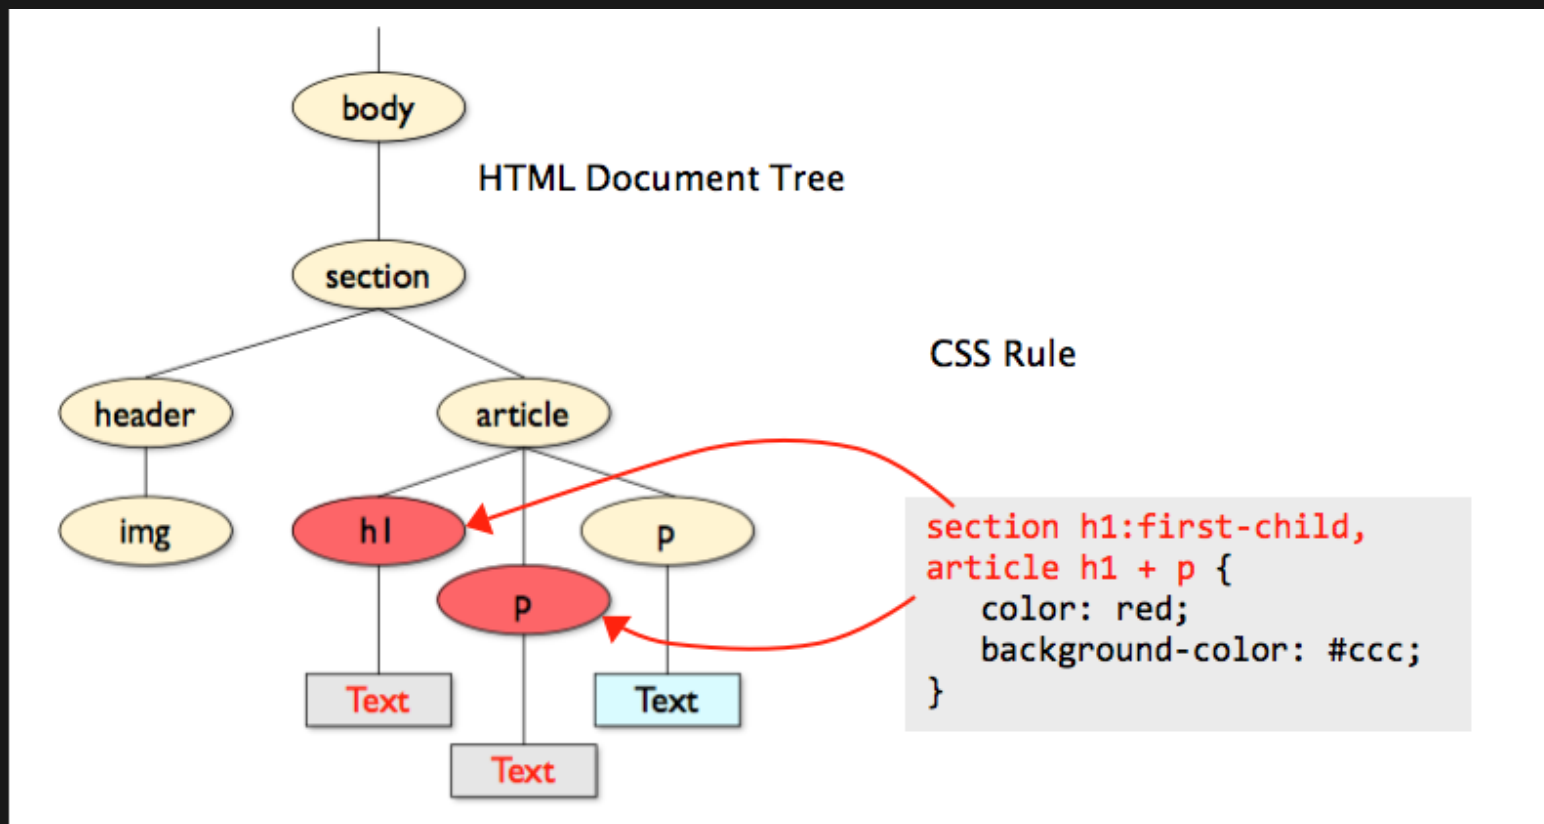 body
HTML Document Tree
section
CSS Rule
header
article
img
h1
p
p
section h1:first-child,
article h1 + p {
color: red;
background-color: #ccc;
}
Text
Text
Text